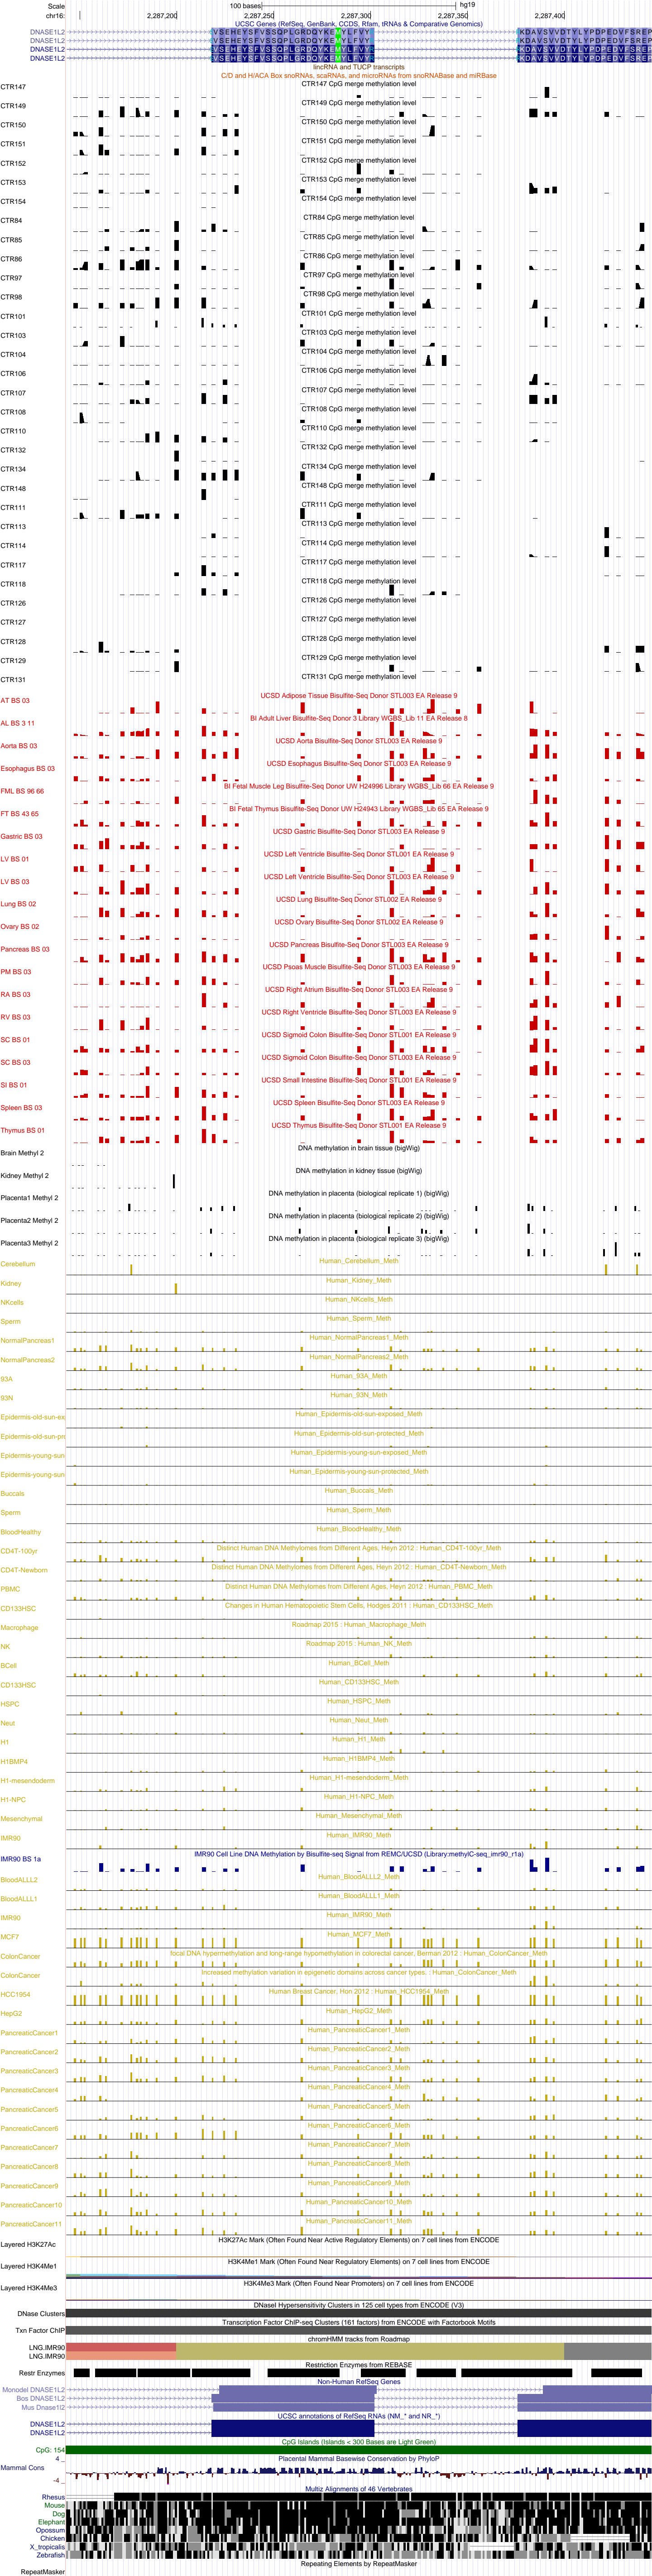 Scale 100 bases hg19
chr16: 2,287,200 2,287,250 2,287,300 2,287,350 2,287,400
UCSC Genes (RefSeq, GenBank, CCDS, Rfam, tRNAs & Comparative Genomics)
DNASE1L2 VSEHEYSFVSSQPLGRDQYKEMYLFVY KDAVSVVDTYLYPDPEDVFSREP
DNASE1L2 VSEHEYSFVSSQPLGRDQYKEMYLFVY KDAVSVVDTYLYPDPEDVFSREP
DNASE1L2 VSEHEYSFVSSQPLGRDQYKEMYLFVY KDAVSVVDTYLYPDPEDVFSREP
DNASE1L2 VSEHEYSFVSSQPLGRDQYKEMYLFVY KDAVSVVDTYLYPDPEDVFSREP
lincRNA and TUCP transcripts
C/D and H/ACA Box snoRNAs, scaRNAs, and microRNAs from snoRNABase and miRBase
CTR147 CpG merge methylation level
CTR147
CTR149 CpG merge methylation level
CTR149
CTR150 CpG merge methylation level
CTR150
CTR151 CpG merge methylation level
CTR151
CTR152 CpG merge methylation level
CTR152
CTR153 CpG merge methylation level
CTR153
CTR154 CpG merge methylation level
CTR154
CTR84 CpG merge methylation level
CTR84
CTR85 CpG merge methylation level
CTR85
CTR86 CpG merge methylation level
CTR86
CTR97 CpG merge methylation level
CTR97
CTR98 CpG merge methylation level
CTR98
CTR101 CpG merge methylation level
CTR101
CTR103 CpG merge methylation level
CTR103
CTR104 CpG merge methylation level
CTR104
CTR106 CpG merge methylation level
CTR106
CTR107 CpG merge methylation level
CTR107
CTR108 CpG merge methylation level
CTR108
CTR110 CpG merge methylation level
CTR110
CTR132 CpG merge methylation level
CTR132
CTR134 CpG merge methylation level
CTR134
CTR148 CpG merge methylation level
CTR148
CTR111 CpG merge methylation level
CTR111
CTR113 CpG merge methylation level
CTR113
CTR114 CpG merge methylation level
CTR114
CTR117 CpG merge methylation level
CTR117
CTR118 CpG merge methylation level
CTR118
CTR126 CpG merge methylation level
CTR126
CTR127 CpG merge methylation level
CTR127
CTR128 CpG merge methylation level
CTR128
CTR129 CpG merge methylation level
CTR129
CTR131 CpG merge methylation level
CTR131
UCSD Adipose Tissue Bisulfite-Seq Donor STL003 EA Release 9
AT BS 03
BI Adult Liver Bisulfite-Seq Donor 3 Library WGBS_Lib 11 EA Release 8
AL BS 3 11
UCSD Aorta Bisulfite-Seq Donor STL003 EA Release 9
Aorta BS 03
UCSD Esophagus Bisulfite-Seq Donor STL003 EA Release 9
Esophagus BS 03
BI Fetal Muscle Leg Bisulfite-Seq Donor UW H24996 Library WGBS_Lib 66 EA Release 9
FML BS 96 66
BI Fetal Thymus Bisulfite-Seq Donor UW H24943 Library WGBS_Lib 65 EA Release 9
FT BS 43 65
UCSD Gastric Bisulfite-Seq Donor STL003 EA Release 9
Gastric BS 03
UCSD Left Ventricle Bisulfite-Seq Donor STL001 EA Release 9
LV BS 01
UCSD Left Ventricle Bisulfite-Seq Donor STL003 EA Release 9
LV BS 03
UCSD Lung Bisulfite-Seq Donor STL002 EA Release 9
Lung BS 02
UCSD Ovary Bisulfite-Seq Donor STL002 EA Release 9
Ovary BS 02
UCSD Pancreas Bisulfite-Seq Donor STL003 EA Release 9
Pancreas BS 03
UCSD Psoas Muscle Bisulfite-Seq Donor STL003 EA Release 9
PM BS 03
UCSD Right Atrium Bisulfite-Seq Donor STL003 EA Release 9
RA BS 03
UCSD Right Ventricle Bisulfite-Seq Donor STL003 EA Release 9
RV BS 03
UCSD Sigmoid Colon Bisulfite-Seq Donor STL001 EA Release 9
SC BS 01
UCSD Sigmoid Colon Bisulfite-Seq Donor STL003 EA Release 9
SC BS 03
UCSD Small Intestine Bisulfite-Seq Donor STL001 EA Release 9
SI BS 01
UCSD Spleen Bisulfite-Seq Donor STL003 EA Release 9
Spleen BS 03
UCSD Thymus Bisulfite-Seq Donor STL001 EA Release 9
Thymus BS 01
DNA methylation in brain tissue (bigWig)
Brain Methyl 2
DNA methylation in kidney tissue (bigWig)
Kidney Methyl 2
DNA methylation in placenta (biological replicate 1) (bigWig)
Placenta1 Methyl 2
DNA methylation in placenta (biological replicate 2) (bigWig)
Placenta2 Methyl 2
DNA methylation in placenta (biological replicate 3) (bigWig)
Placenta3 Methyl 2
Human_Cerebellum_Meth
Cerebellum
Human_Kidney_Meth
Kidney
Human_NKcells_Meth
NKcells
Human_Sperm_Meth
Sperm
Human_NormalPancreas1_Meth
NormalPancreas1
Human_NormalPancreas2_Meth
NormalPancreas2
Human_93A_Meth
93A
Human_93N_Meth
93N
Human_Epidermis-old-sun-exposed_Meth
Epidermis-old-sun-ex
Human_Epidermis-old-sun-protected_Meth
Epidermis-old-sun-pri
Human_Epidermis-young-sun-exposed_Meth
Epidermis-young-sun
Human_Epidermis-young-sun-protected_Meth
Epidermis-young-sun
Human_Buccals_Meth
Buccals
Human_Sperm_Meth
Sperm
Human_BloodHealthy_Meth
BloodHealthy
Distinct Human DNA Methylomes from Different Ages, Heyn 2012 : Human_CD4T-100yr_Meth
CD4T-100yr
Distinct Human DNA Methylomes from Different Ages, Heyn 2012 : Human_CD4T-Newborn_Meth
CD4T-Newborn
Distinct Human DNA Methylomes from Different Ages, Heyn 2012 : Human_PBMC_Meth
PBMC
Changes in Human Hematopoietic Stem Cells, Hodges 2011 : Human_CD133HSC_Meth
CD133HSC
Roadmap 2015 : Human_Macrophage_Meth
Macrophage
Roadmap 2015 : Human_NK_Meth
NK
Human_BCell_Meth
BCell
Human_CD133HSC_Meth
CD133HSC
Human_HSPC_Meth
HSPC
Human_Neut_Meth
Neut
Human_H1_Meth
H1
Human_H1BMP4_Meth
H1BMP4
Human_H1-mesendoderm_Meth
H1-mesendoderm
Human_H1-NPC_Meth
H1-NPC
Human_Mesenchymal_Meth
Mesenchymal
Human_IMR90_Meth
IMR90
IMR90 Cell Line DNA Methylation by Bisulfite-seq Signal from REMC/UCSD (Library:methylC-seq_imr90_r1a)
IMR90 BS 1a
Human_BloodALLL2_Meth
BloodALLL2
Human_BloodALLL1_Meth
BloodALLL1
Human_IMR90_Meth
IMR90
Human_MCF7_Meth
MCF7
focal DNA hypermethylation and long-range hypomethylation in colorectal cancer, Berman 2012 : Human_ColonCancer_Meth
ColonCancer
Increased methylation variation in epigenetic domains across cancer types. : Human_ColonCancer_Meth
ColonCancer
Human Breast Cancer, Hon 2012 : Human_HCC1954_Meth
HCC1954
Human_HepG2_Meth
HepG2
Human_PancreaticCancer1_Meth
PancreaticCancer1
Human_PancreaticCancer2_Meth
PancreaticCancer2
Human_PancreaticCancer3_Meth
PancreaticCancer3
Human_PancreaticCancer4_Meth
PancreaticCancer4
Human_PancreaticCancer5_Meth
PancreaticCancer5
Human_PancreaticCancer6_Meth
PancreaticCancer6
Human_PancreaticCancer7_Meth
PancreaticCancer7
Human_PancreaticCancer8_Meth
PancreaticCancer8
Human_PancreaticCancer9_Meth
PancreaticCancer9
Human_PancreaticCancer10_Meth
PancreaticCancer10
Human_PancreaticCancer11_Meth
PancreaticCancer11
H3K27Ac Mark (Often Found Near Active Regulatory Elements) on 7 cell lines from ENCODE
Layered H3K27Ac
H3K4Me1 Mark (Often Found Near Regulatory Elements) on 7 cell lines from ENCODE
Layered H3K4Me1
H3K4Me3 Mark (Often Found Near Promoters) on 7 cell lines from ENCODE
Layered H3K4Me3
DNaseI Hypersensitivity Clusters in 125 cell types from ENCODE (V3)
DNase Clusters
Transcription Factor ChIP-seq Clusters (161 factors) from ENCODE with Factorbook Motifs
Txn Factor ChIP
chromHMM tracks from Roadmap
LNG.IMR90
LNG.IMR90
Restriction Enzymes from REBASE
Restr Enzymes
Non-Human RefSeq Genes
Monodel DNASE1L2
Bos DNASE1L2
Mus Dnase1l2
UCSC annotations of RefSeq RNAs (NM_* and NR_*)
DNASE1L2
DNASE1L2
CpG Islands (Islands < 300 Bases are Light Green)
CpG: 154
Placental Mammal Basewise Conservation by PhyloP
4 _
Mammal Cons
-4 _
Multiz Alignments of 46 Vertebrates
Rhesus
Mouse
Dog
Elephant
Opossum
Chicken
X_tropicalis
Zebrafish
Repeating Elements by RepeatMasker
RepeatMasker